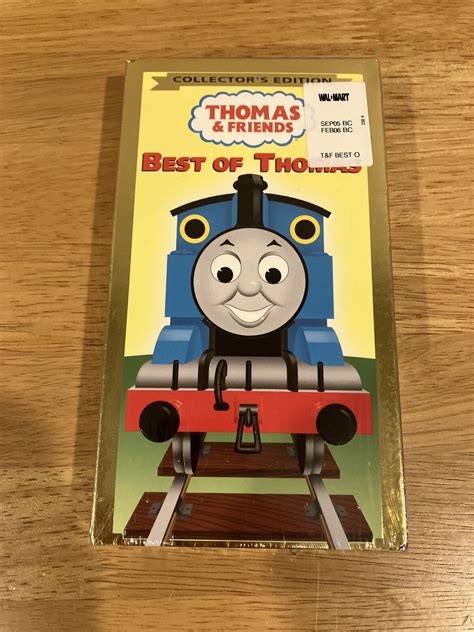 COLLECTOR'S EDITION
WAL-MART
THOMAS
& FRIENDS
SEP05 BC
FEB06 BC
T&F BEST O
BEST OF THOMAS